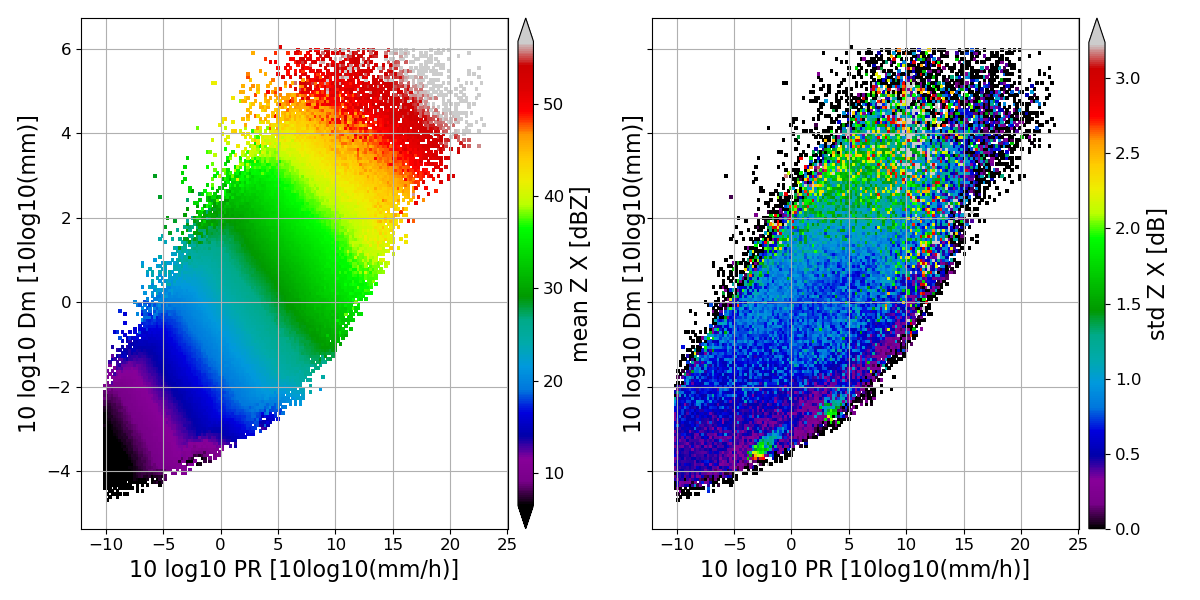 6
4
2
0
−2
−4
10 log10 Dm [10log10(mm)]
−10 −5 0 5 10 15 20 25
10 log10 PR [10log10(mm/h)]
50
40
30
20
10
mean Z X [dBZ]
10 log10 Dm [10log10(mm)]
−10 −5 0 5 10 15 20 25
10 log10 PR [10log10(mm/h)]
3.0
2.5
2.0
1.5
1.0
0.5
0.0
std Z X [dB]